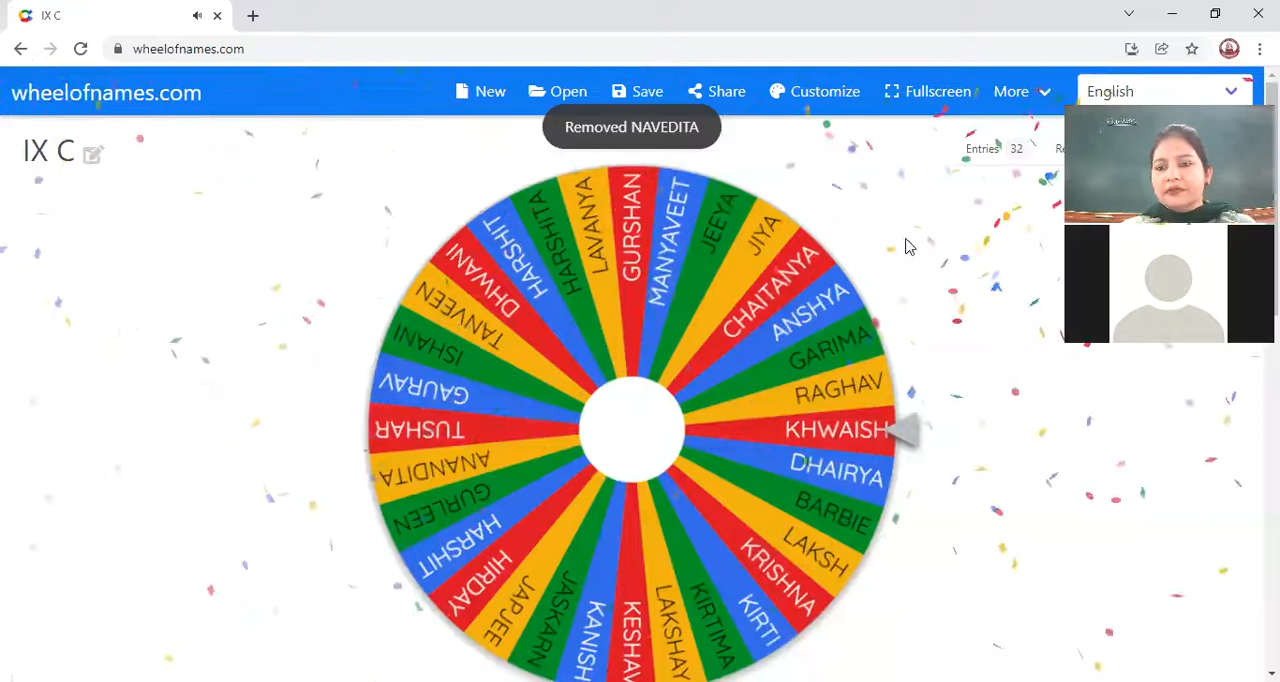 IX C
wheelofnames.com
wheelofnames.com
New
Open
Save
Share
Customize
Fullscreen
More
English
Removed NAVEDITA
IX C
Entries 32
GURSHAN
MANYAVEET
JEEYA
JIYA
CHAITANYA
ANSHYA
GARIMA
RAGHAV
KHWAISH
DHAIRYA
BARBIE
LAKSH
KRISHNA
KIRTI
KIRTIMA
LAKSHAY
KESHAV
KANISH
JASKARN
JAPJEE
HIRDAY
HARSHIT
GURLEEN
ANANDITA
TUSHAR
GAURAV
ISHANI
TANVEEN
DHWANI
HARSHIT
HARSHITA
LAVANYA